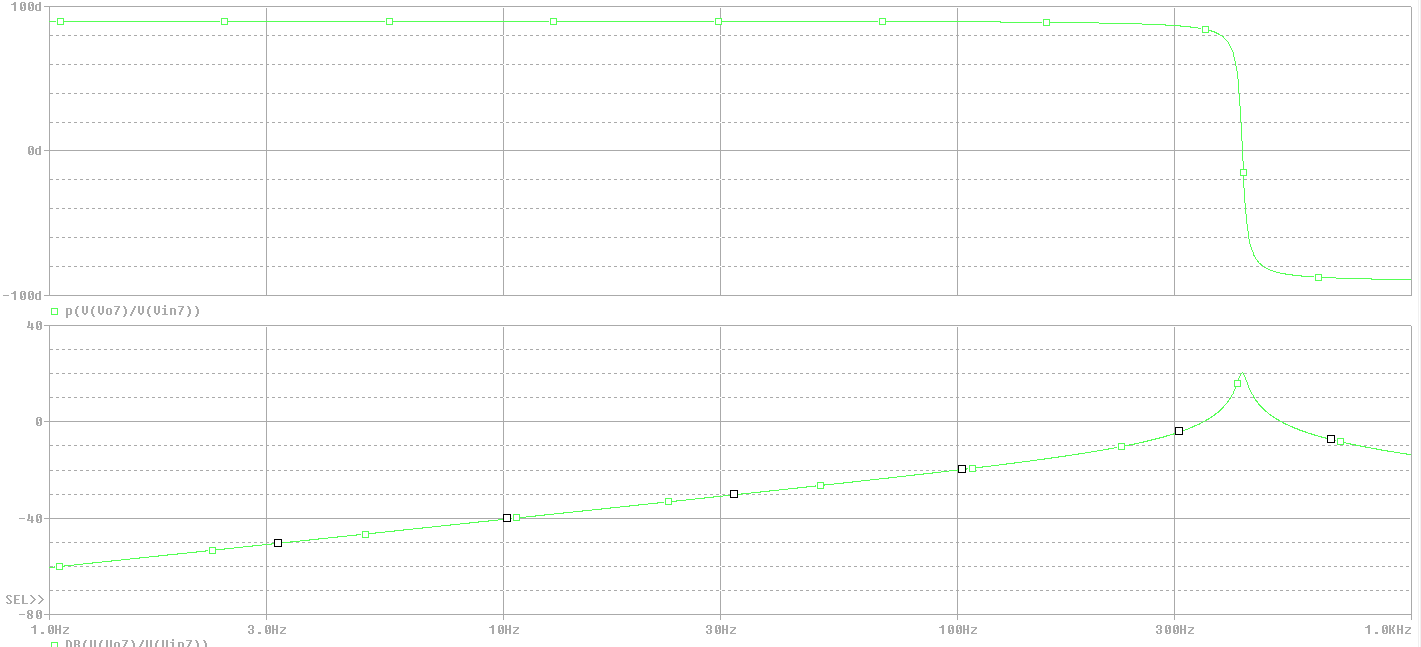 100d
0d
-100d
p(V(Vo7)/V(Vin7))
40
0
-40
SEL>>
-80
1.0Hz 3.0Hz 10Hz 30Hz 100Hz 300Hz 1.0KHz
DB(V(Vo7)/V(Vin7))